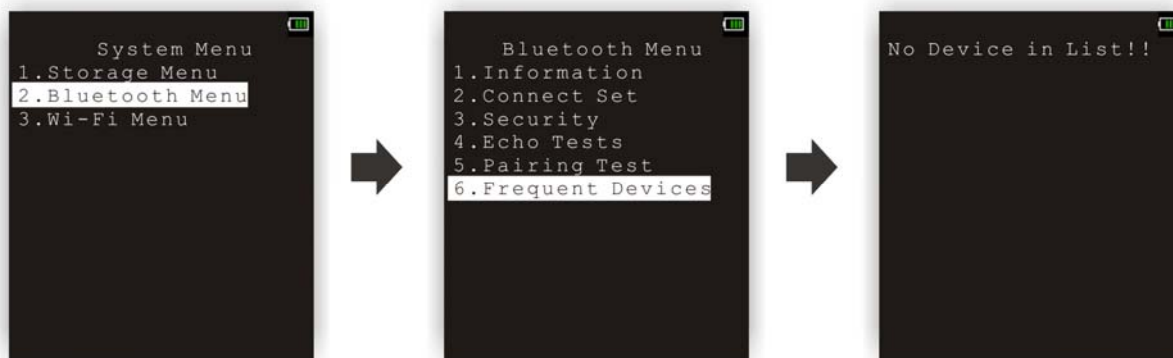 System Menu
1.Storage Menu
2.Bluetooth Menu
3.Wi-Fi Menu
Bluetooth Menu
1.Information
2.Connect Set
3.Security
4.Echo Tests
5.Pairing Test
6.Frequent Devices
No Device in List!!